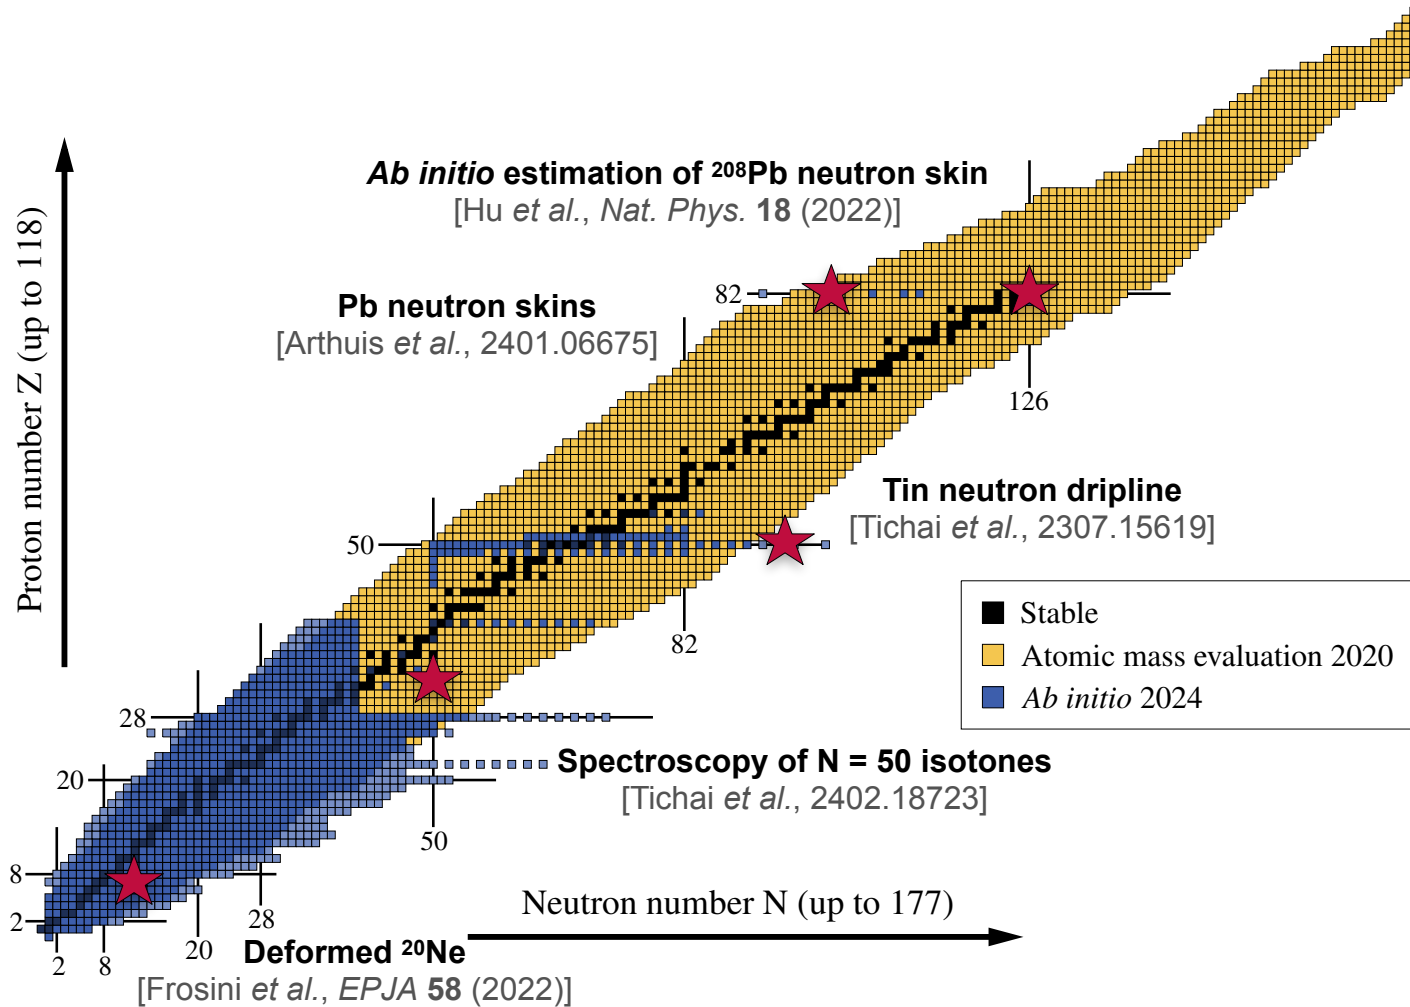 Ab initio estimation of ²⁰⁸Pb neutron skin
[Hu et al., Nat. Phys. 18 (2022)]
Proton number Z (up to 118)
82
Pb neutron skins
[Arthuis et al., 2401.06675]
126
Tin neutron dripline
[Tichai et al., 2307.15619]
50
82
Stable
Atomic mass evaluation 2020
Ab initio 2024
28
Spectroscopy of N = 50 isotones
[Tichai et al., 2402.18723]
20
50
8
28
2
20
2
8
Neutron number N (up to 177)
Deformed ²⁰Ne
[Frosini et al., EPJA 58 (2022)]